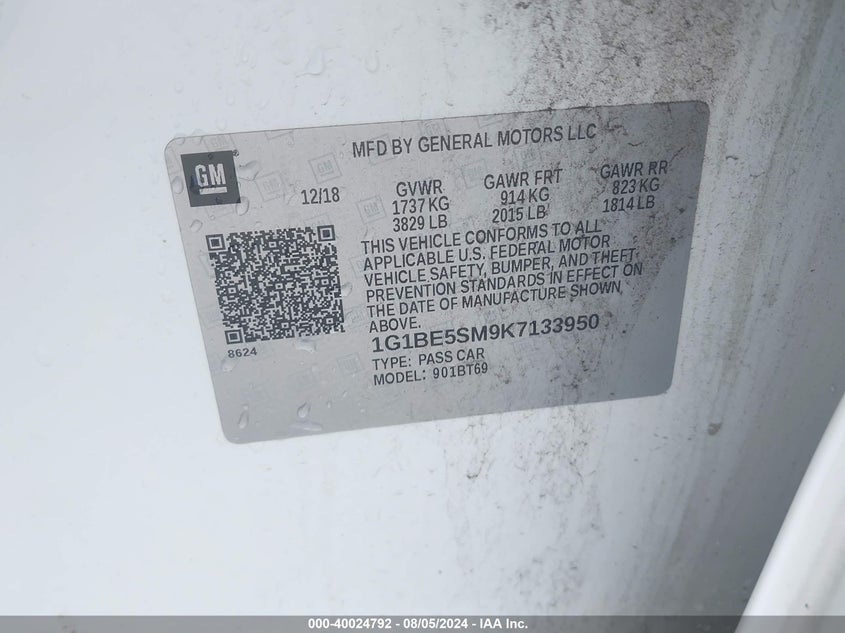 MFD BY GENERAL MOTORS LLC
GM®
12/18
GVWR
1737 KG
3829 LB
GAWR FRT
914 KG
2015 LB
GAWR RR
823 KG
1814 LB
THIS VEHICLE CONFORMS TO ALL
APPLICABLE U.S. FEDERAL MOTOR
VEHICLE SAFETY, BUMPER, AND THEFT
PREVENTION STANDARDS IN EFFECT ON
THE DATE OF MANUFACTURE SHOWN
ABOVE.
8624
1G1BE5SM9K7133950
TYPE: PASS CAR
MODEL: 901BT69
000-40024792 - 08/05/2024 - IAA Holdings, LLC.